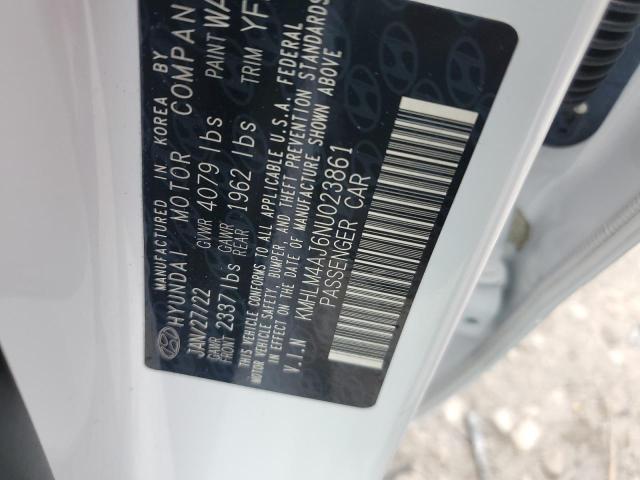 MANUFACTURED IN KOREA BY
HYUNDAI MOTOR COMPAN
JAN/27/22 GVWR 4079 lbs PAINT WA
GAWR FRONT 2337 lbs GAWR REAR 1962 lbs TRIM YF
THIS VEHICLE CONFORMS TO ALL APPLICABLE U.S.A. FEDERAL
MOTOR VEHICLE SAFETY, BUMPER, AND THEFT PREVENTION STANDARDS
IN EFFECT ON THE DATE OF MANUFACTURE SHOWN ABOVE
V.I.N KMHLM4AJ6NU023861
PASSENGER CAR